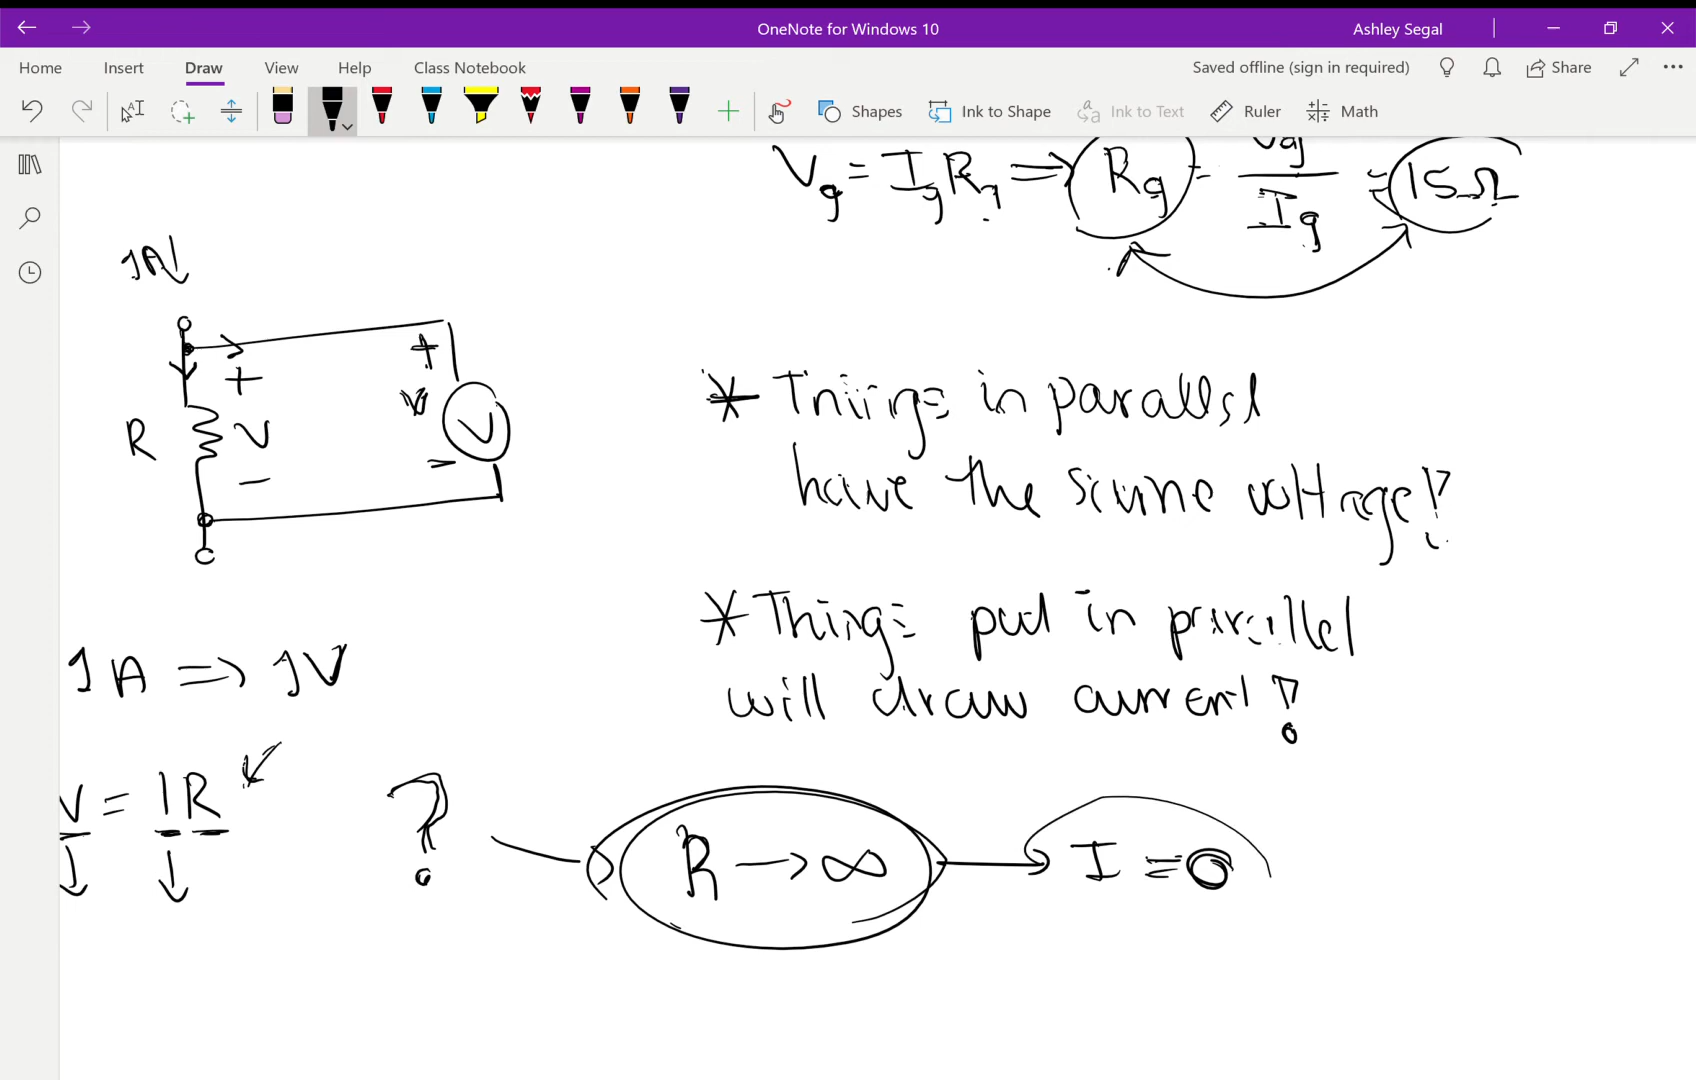 OneNote for Windows 10
Ashley Segal
Home Insert Draw View Help Class Notebook
Saved offline (sign in required)
Share
Shapes
Ink to Shape
Ink to Text
Ruler
Math
Vg = IgRg ⇒ Rg = Vg / Ig = 15Ω
1A↓
+ +
R V V V
- -
* Things in parallel
have the same voltage!
* Things put in parallel
will draw current!
1A ⇒ 1V
V = IR
?
R → ∞ → I = 0